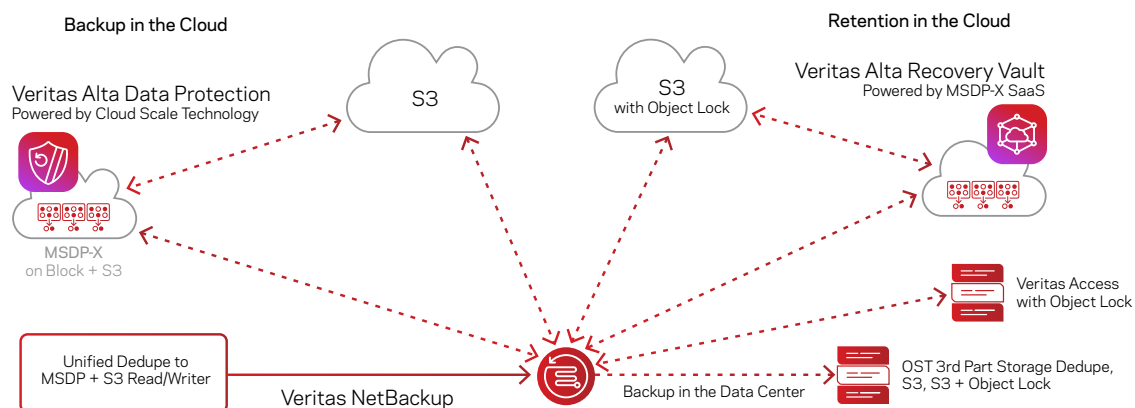 Backup in the Cloud
Retention in the Cloud
Veritas Alta Data Protection
Powered by Cloud Scale Technology
S3
S3
with Object Lock
Veritas Alta Recovery Vault
Powered by MSDP-X SaaS
MSDP-X
on Block + S3
Veritas Access
with Object Lock
Unified Dedupe to
MSDP + S3 Read/Writer
Veritas NetBackup
Backup in the Data Center
OST 3rd Part Storage Dedupe,
S3, S3 + Object Lock